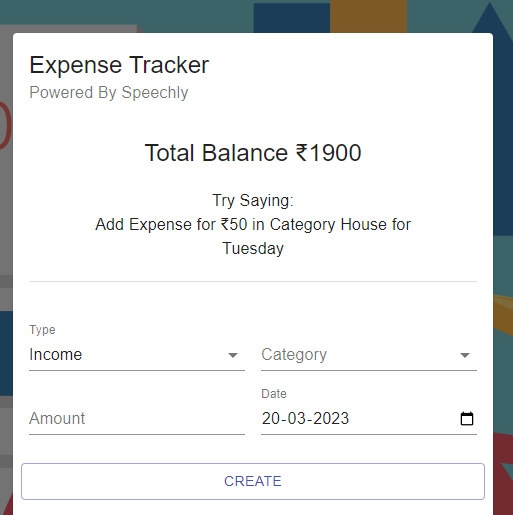 Expense Tracker
Powered By Speechly
Total Balance ₹1900
Try Saying:
Add Expense for ₹50 in Category House for
Tuesday
Type
Income
Category
Amount
Date
20-03-2023
CREATE